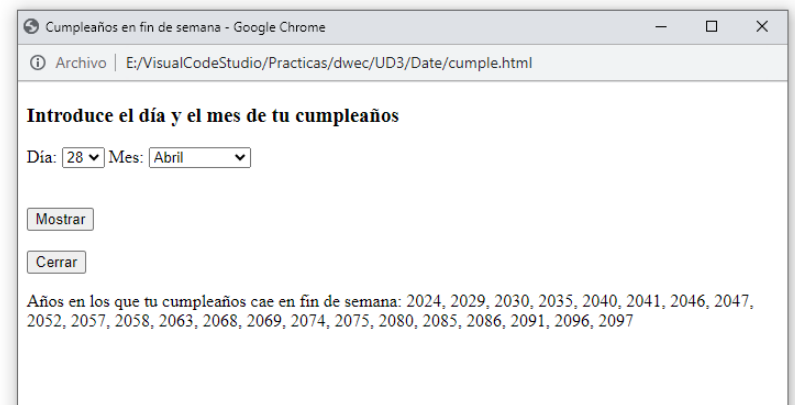 Cumpleaños en fin de semana - Google Chrome
Archivo | E:/VisualCodeStudio/Practicas/dwec/UD3/Date/cumple.html
Introduce el día y el mes de tu cumpleaños
Día: 28 Mes: Abril
Mostrar
Cerrar
Años en los que tu cumpleaños cae en fin de semana: 2024, 2029, 2030, 2035, 2040, 2041, 2046, 2047,
2052, 2057, 2058, 2063, 2068, 2069, 2074, 2075, 2080, 2085, 2086, 2091, 2096, 2097